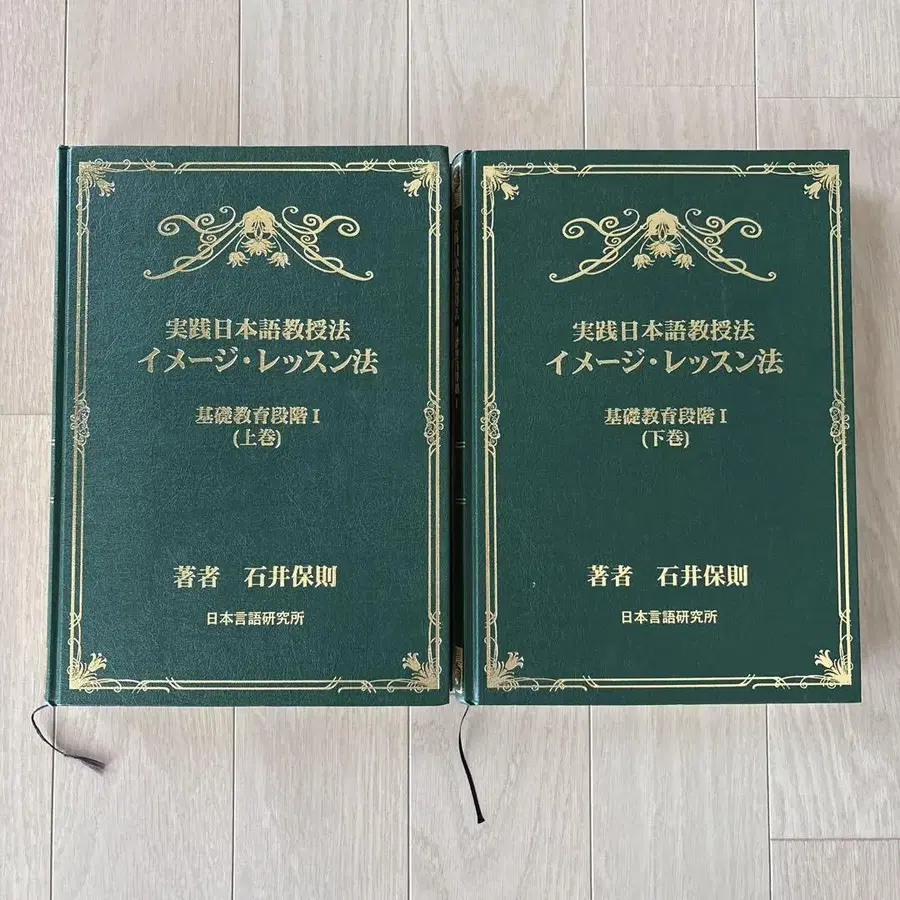 実践日本語教授法
イメージ・レッスン法
基礎教育段階 I
(上巻)
著者 石井保則
日本言語研究所
実践日本語教授法
イメージ・レッスン法
基礎教育段階 I
(下巻)
著者 石井保則
日本言語研究所